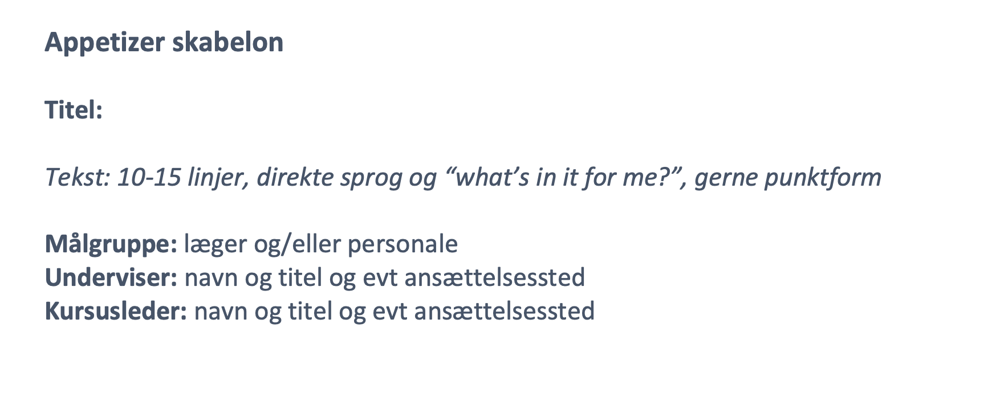 Appetizer skabelon
Titel:
Tekst: 10-15 linjer, direkte sprog og “what’s in it for me?”, gerne punktform
Målgruppe: læger og/eller personale
Underviser: navn og titel og evt ansættelsessted
Kursusleder: navn og titel og evt ansættelsessted